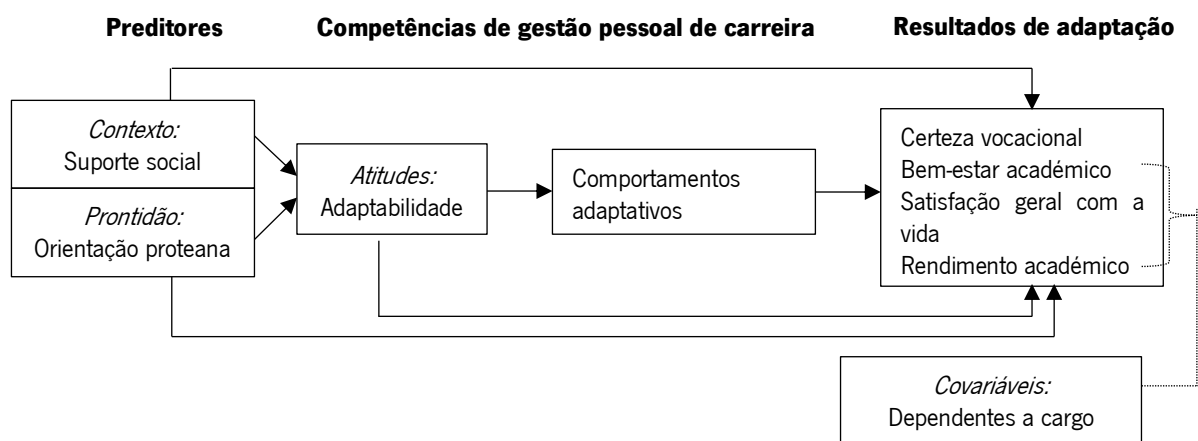 Preditores
Competências de gestão pessoal de carreira
Resultados de adaptação
Contexto:
Suporte social
Prontidão:
Orientação proteana
Atitudes:
Adaptabilidade
Comportamentos
adaptativos
Certeza vocacional
Bem-estar académico
Satisfação geral com a
vida
Rendimento académico
Covariáveis:
Dependentes a cargo